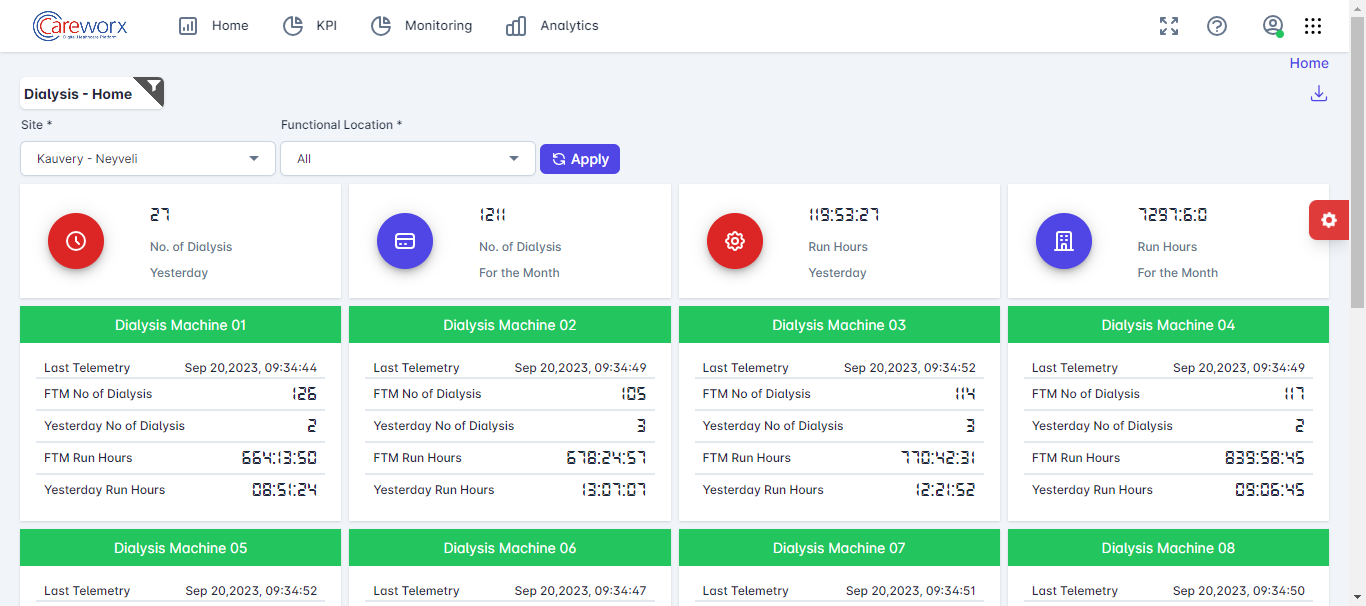 Careworx
Digital Healthcare Platform
Home KPI Monitoring Analytics
Home
Dialysis - Home
Site * Functional Location *
Kauvery - Neyveli All Apply
27 1211 119:53:27 7297:6:0
No. of Dialysis No. of Dialysis Run Hours Run Hours
Yesterday For the Month Yesterday For the Month
Dialysis Machine 01 Dialysis Machine 02 Dialysis Machine 03 Dialysis Machine 04
Last Telemetry Sep 20,2023, 09:34:44 Last Telemetry Sep 20,2023, 09:34:49 Last Telemetry Sep 20,2023, 09:34:52 Last Telemetry Sep 20,2023, 09:34:49
FTM No of Dialysis 126 FTM No of Dialysis 105 FTM No of Dialysis 114 FTM No of Dialysis 117
Yesterday No of Dialysis 2 Yesterday No of Dialysis 3 Yesterday No of Dialysis 3 Yesterday No of Dialysis 2
FTM Run Hours 664:13:50 FTM Run Hours 678:24:57 FTM Run Hours 770:42:31 FTM Run Hours 839:58:45
Yesterday Run Hours 08:51:24 Yesterday Run Hours 13:07:07 Yesterday Run Hours 12:21:52 Yesterday Run Hours 09:06:45
Dialysis Machine 05 Dialysis Machine 06 Dialysis Machine 07 Dialysis Machine 08
Last Telemetry Sep 20,2023, 09:34:52 Last Telemetry Sep 20,2023, 09:34:47 Last Telemetry Sep 20,2023, 09:34:51 Last Telemetry Sep 20,2023, 09:34:50